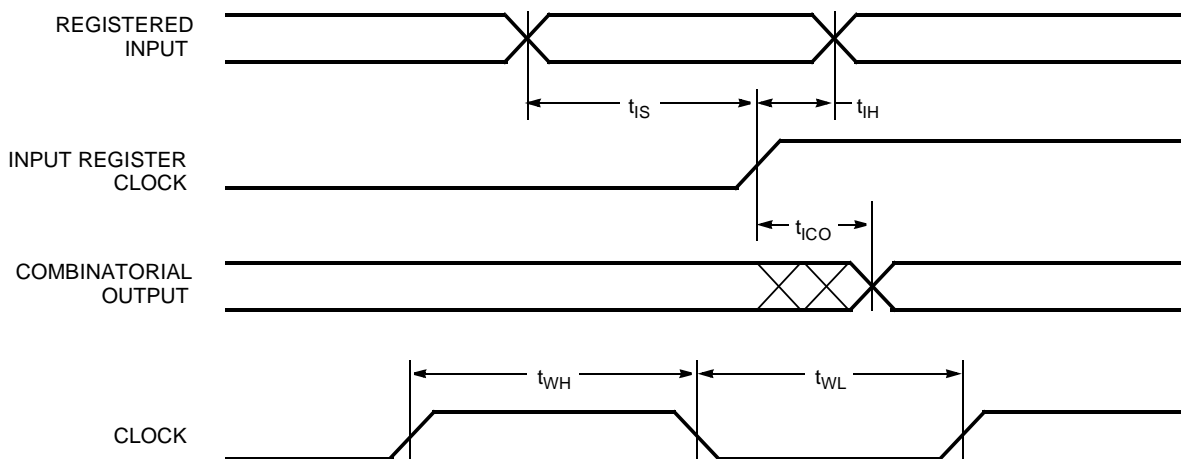 REGISTERED
INPUT
tIS
tIH
INPUT REGISTER
CLOCK
tICO
COMBINATORIAL
OUTPUT
tWH
tWL
CLOCK